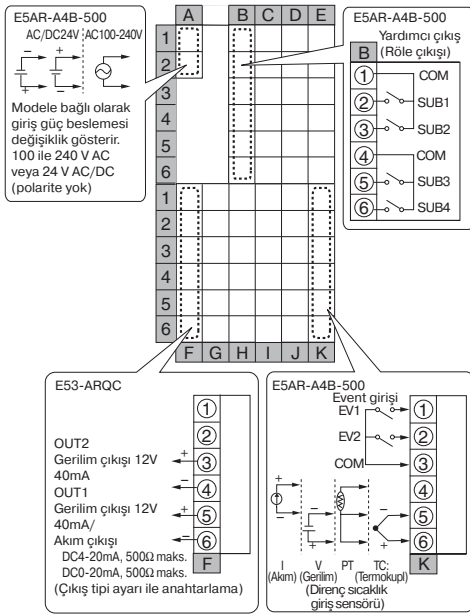 E5AR-A4B-500
AC/DC24V AC100-240V
− + 
+ −
Modele bağlı olarak
giriş güç beslemesi
değişiklik gösterir.
100 ile 240 V AC
veya 24 V AC/DC
(polarite yok)
A B C D E
1
2
3
4
5
6
1
2
3
4
5
6
F G H I J K
E5AR-A4B-500
Yardımcı çıkış
(Röle çıkışı)
B
1 COM
2 SUB1
3 SUB2
4 COM
5 SUB3
6 SUB4
E53-ARQC
1
2
OUT2
Gerilim çıkışı 12V + 3
40mA − 4
OUT1
Gerilim çıkışı 12V + 5
40mA/
Akım çıkışı − 6
DC4-20mA, 500Ω maks.
DC0-20mA, 500Ω maks.
F
(Çıkış tipi ayarı ile anahtarlama)
E5AR-A4B-500
Event girişi
EV1 1
EV2 2
COM 3
4
+ + − 5
− − + 6
K
I V PT TC:
(Akım) (Gerilim) (Termokupl)
(Direnç sıcaklık
giriş sensörü)